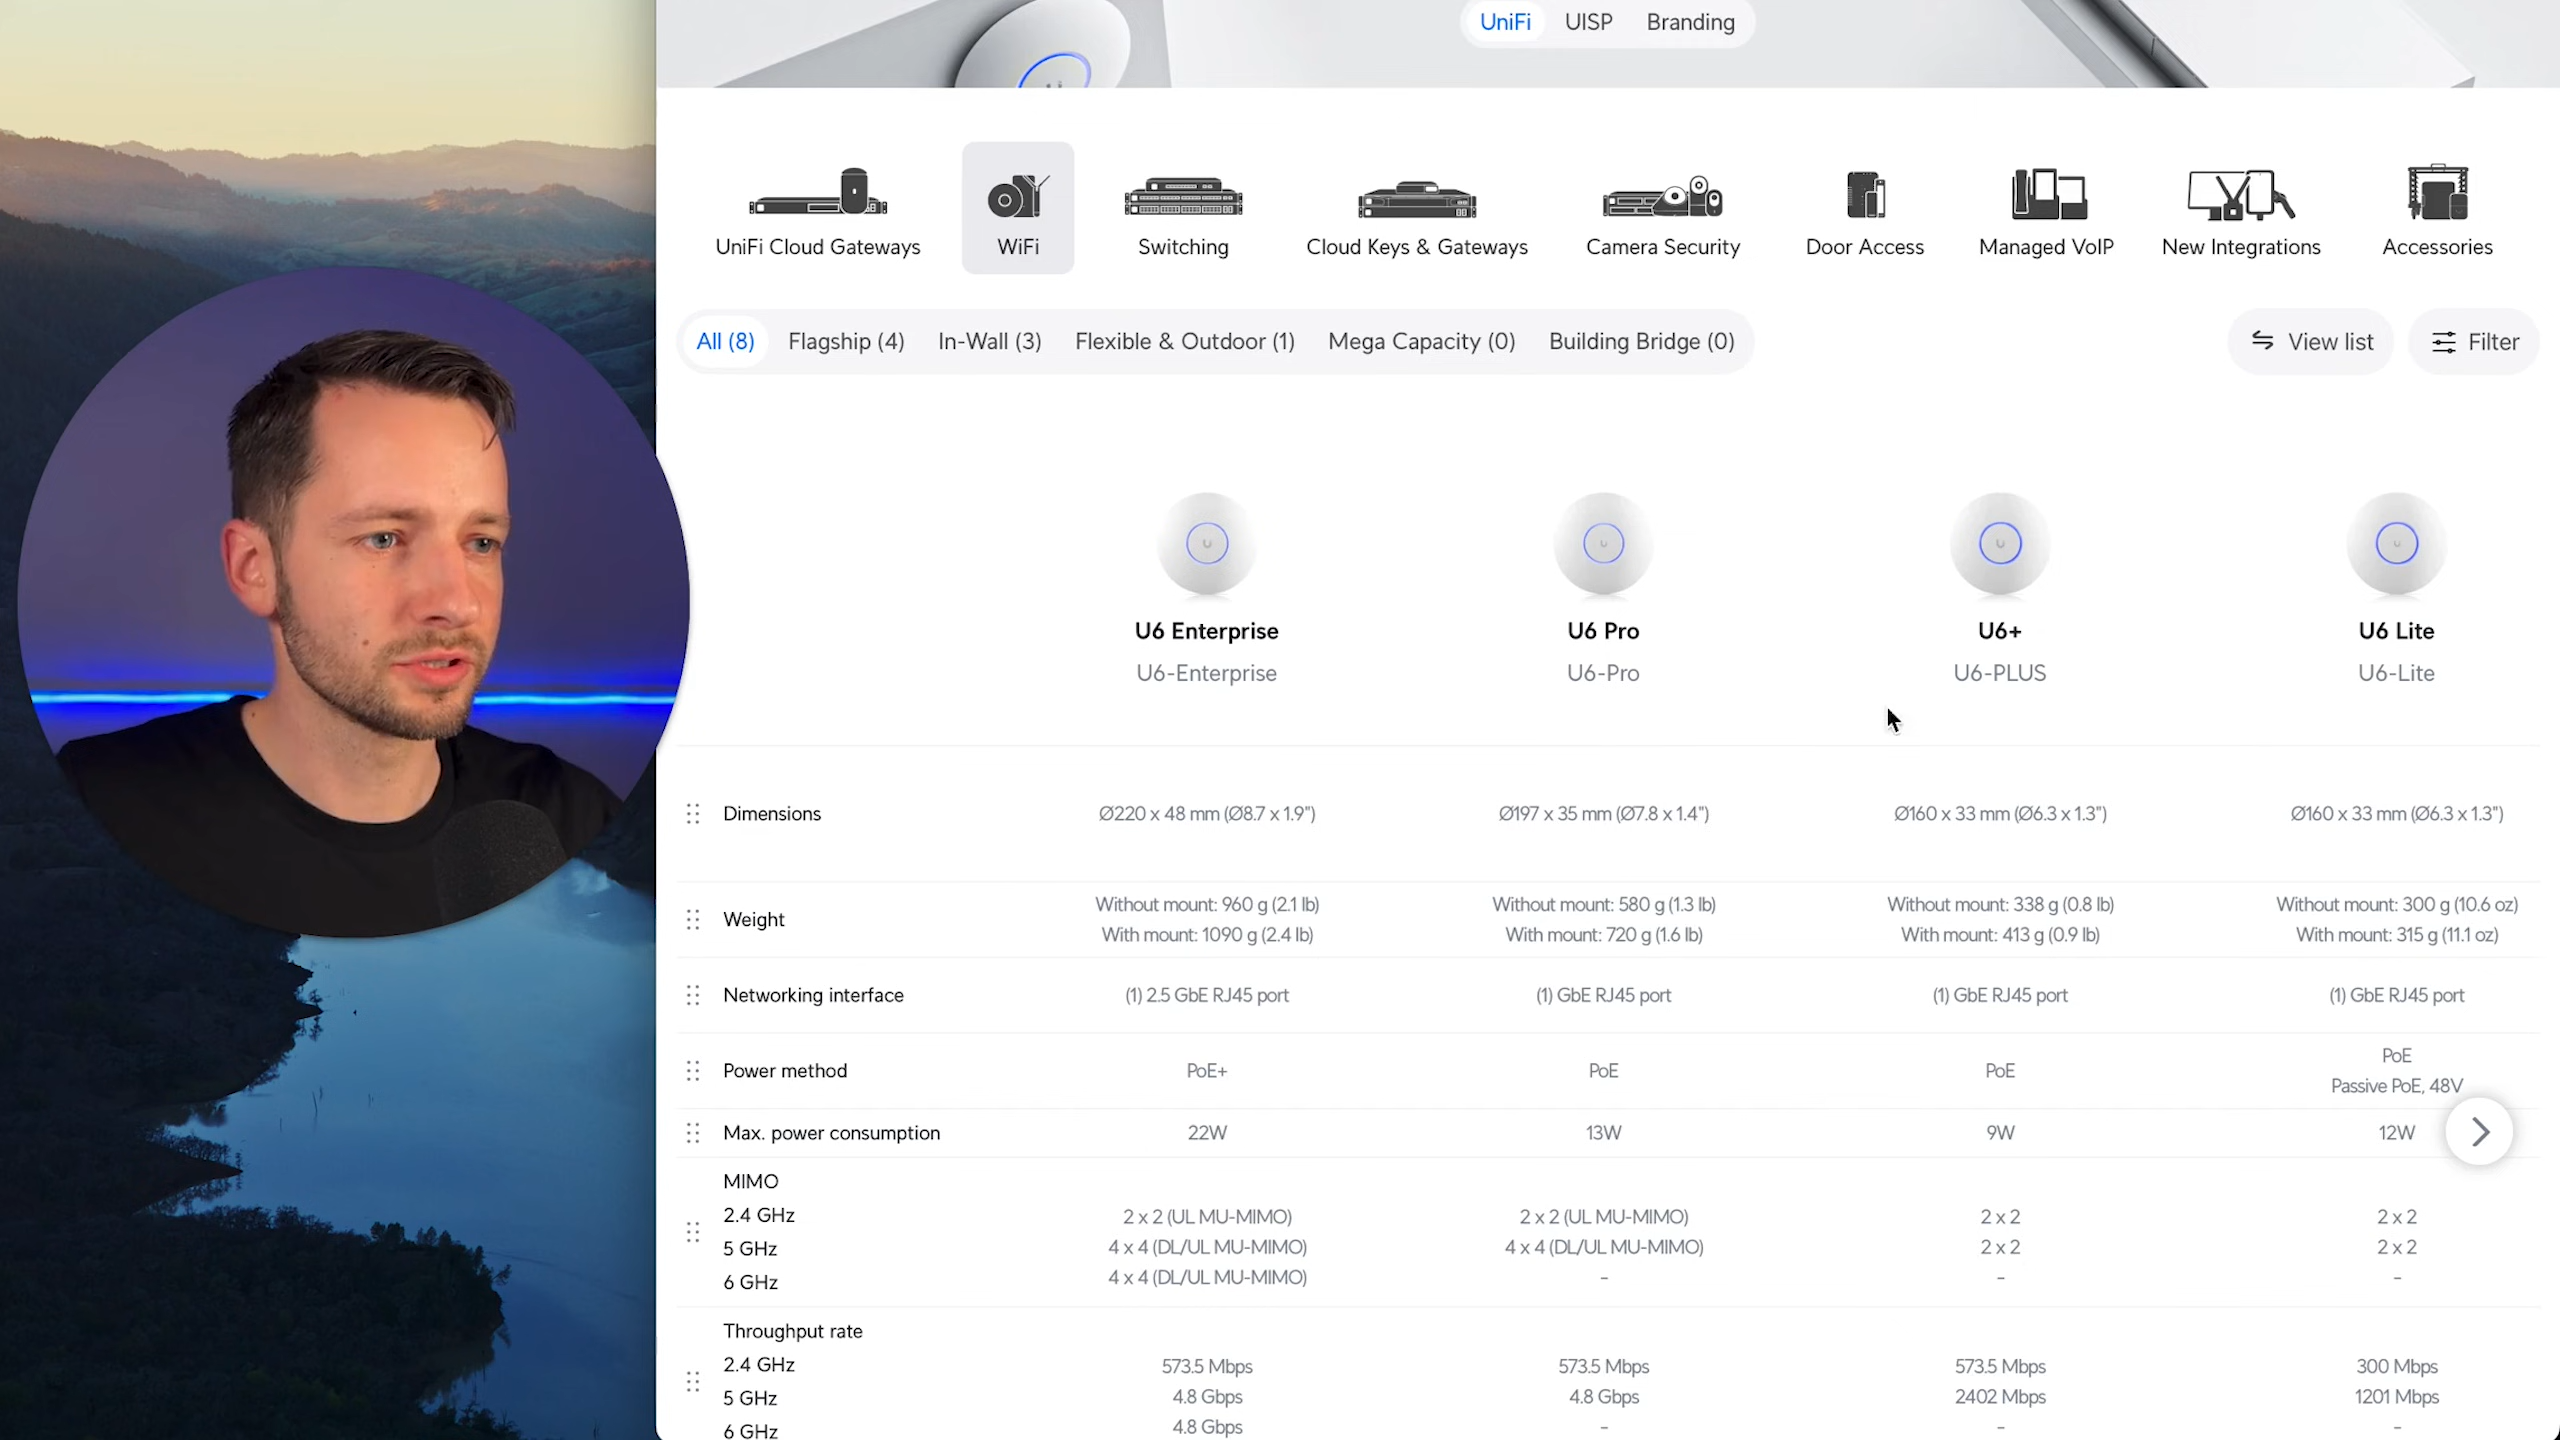 UniFi UISP Branding
UniFi Cloud Gateways WiFi Switching Cloud Keys & Gateways Camera Security Door Access Managed VoIP New Integrations Accessories
All (8) Flagship (4) In-Wall (3) Flexible & Outdoor (1) Mega Capacity (0) Building Bridge (0) View list Filter
U6 Enterprise U6 Pro U6+ U6 Lite
U6-Enterprise U6-Pro U6-PLUS U6-Lite
Dimensions Ø220 x 48 mm (Ø8.7 x 1.9") Ø197 x 35 mm (Ø7.8 x 1.4") Ø160 x 33 mm (Ø6.3 x 1.3") Ø160 x 33 mm (Ø6.3 x 1.3")
Weight Without mount: 960 g (2.1 lb) Without mount: 580 g (1.3 lb) Without mount: 338 g (0.8 lb) Without mount: 300 g (10.6 oz)
With mount: 1090 g (2.4 lb) With mount: 720 g (1.6 lb) With mount: 413 g (0.9 lb) With mount: 315 g (11.1 oz)
Networking interface (1) 2.5 GbE RJ45 port (1) GbE RJ45 port (1) GbE RJ45 port (1) GbE RJ45 port
Power method PoE+ PoE PoE PoE
Passive PoE, 48V
Max. power consumption 22W 13W 9W 12W
MIMO
2.4 GHz 2 x 2 (UL MU-MIMO) 2 x 2 (UL MU-MIMO) 2 x 2 2 x 2
5 GHz 4 x 4 (DL/UL MU-MIMO) 4 x 4 (DL/UL MU-MIMO) 2 x 2 2 x 2
6 GHz 4 x 4 (DL/UL MU-MIMO) - - -
Throughput rate
2.4 GHz 573.5 Mbps 573.5 Mbps 573.5 Mbps 300 Mbps
5 GHz 4.8 Gbps 4.8 Gbps 2402 Mbps 1201 Mbps
6 GHz 4.8 Gbps - - -